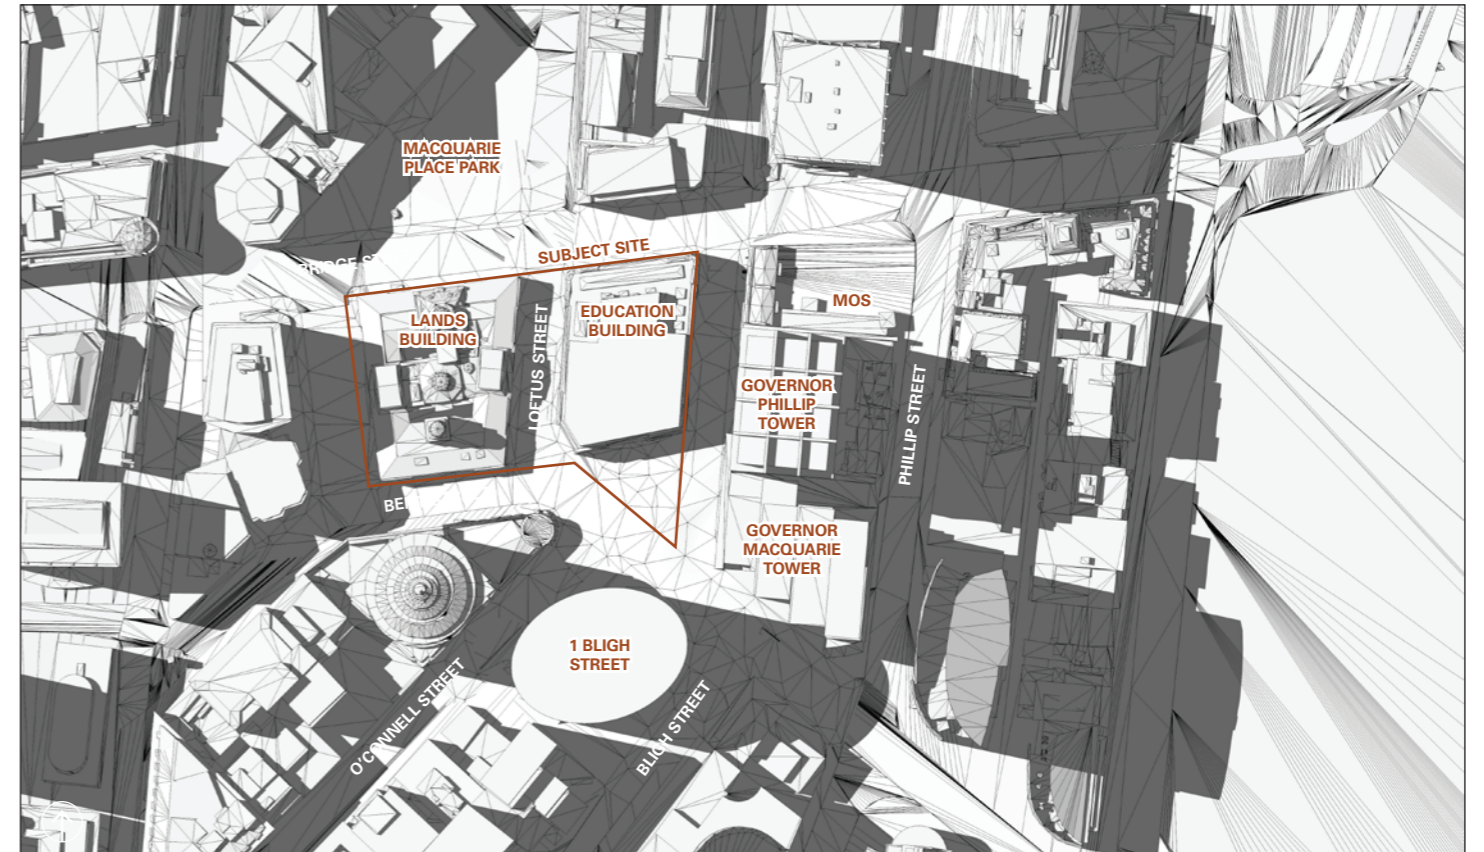 MACQUARIE
PLACE PARK
SUBJECT SITE
BRIDGE
LANDS
BUILDING
LOFTUS STREET
EDUCATION
BUILDING
MOS
GOVERNOR
PHILLIP
TOWER
PHILLIP STREET
GOVERNOR
MACQUARIE
TOWER
1 BLIGH
STREET
O'CONNELL STREET
BLIGH STREET